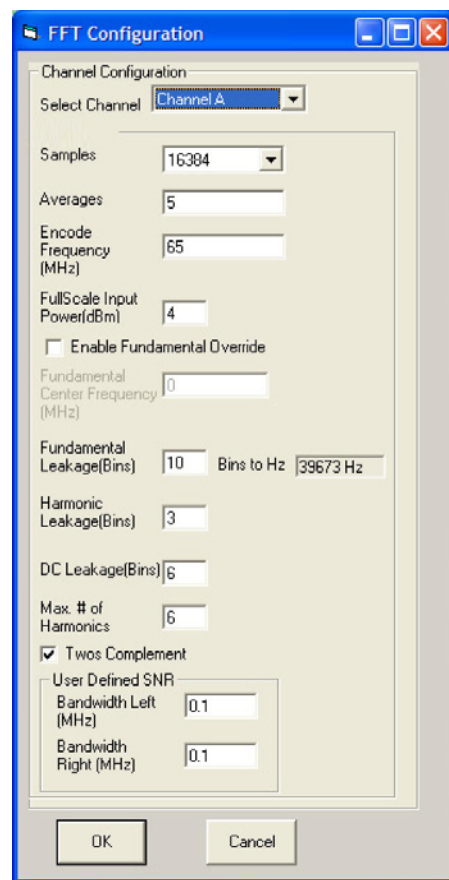 FFT Configuration
Channel Configuration
Select Channel Channel A
Samples 16384
Averages 5
Encode
Frequency 65
(MHz)
FullScale Input
Power(dBm) 4
Enable Fundamental Override
Fundamental
Center Frequency 0
(MHz)
Fundamental
Leakage(Bins) 10 Bins to Hz 39673 Hz
Harmonic
Leakage(Bins) 3
DC Leakage(Bins) 6
Max. # of
Harmonics 6
Twos Complement
User Defined SNR
Bandwidth Left 0.1
(MHz)
Bandwidth
Right (MHz) 0.1
OK Cancel